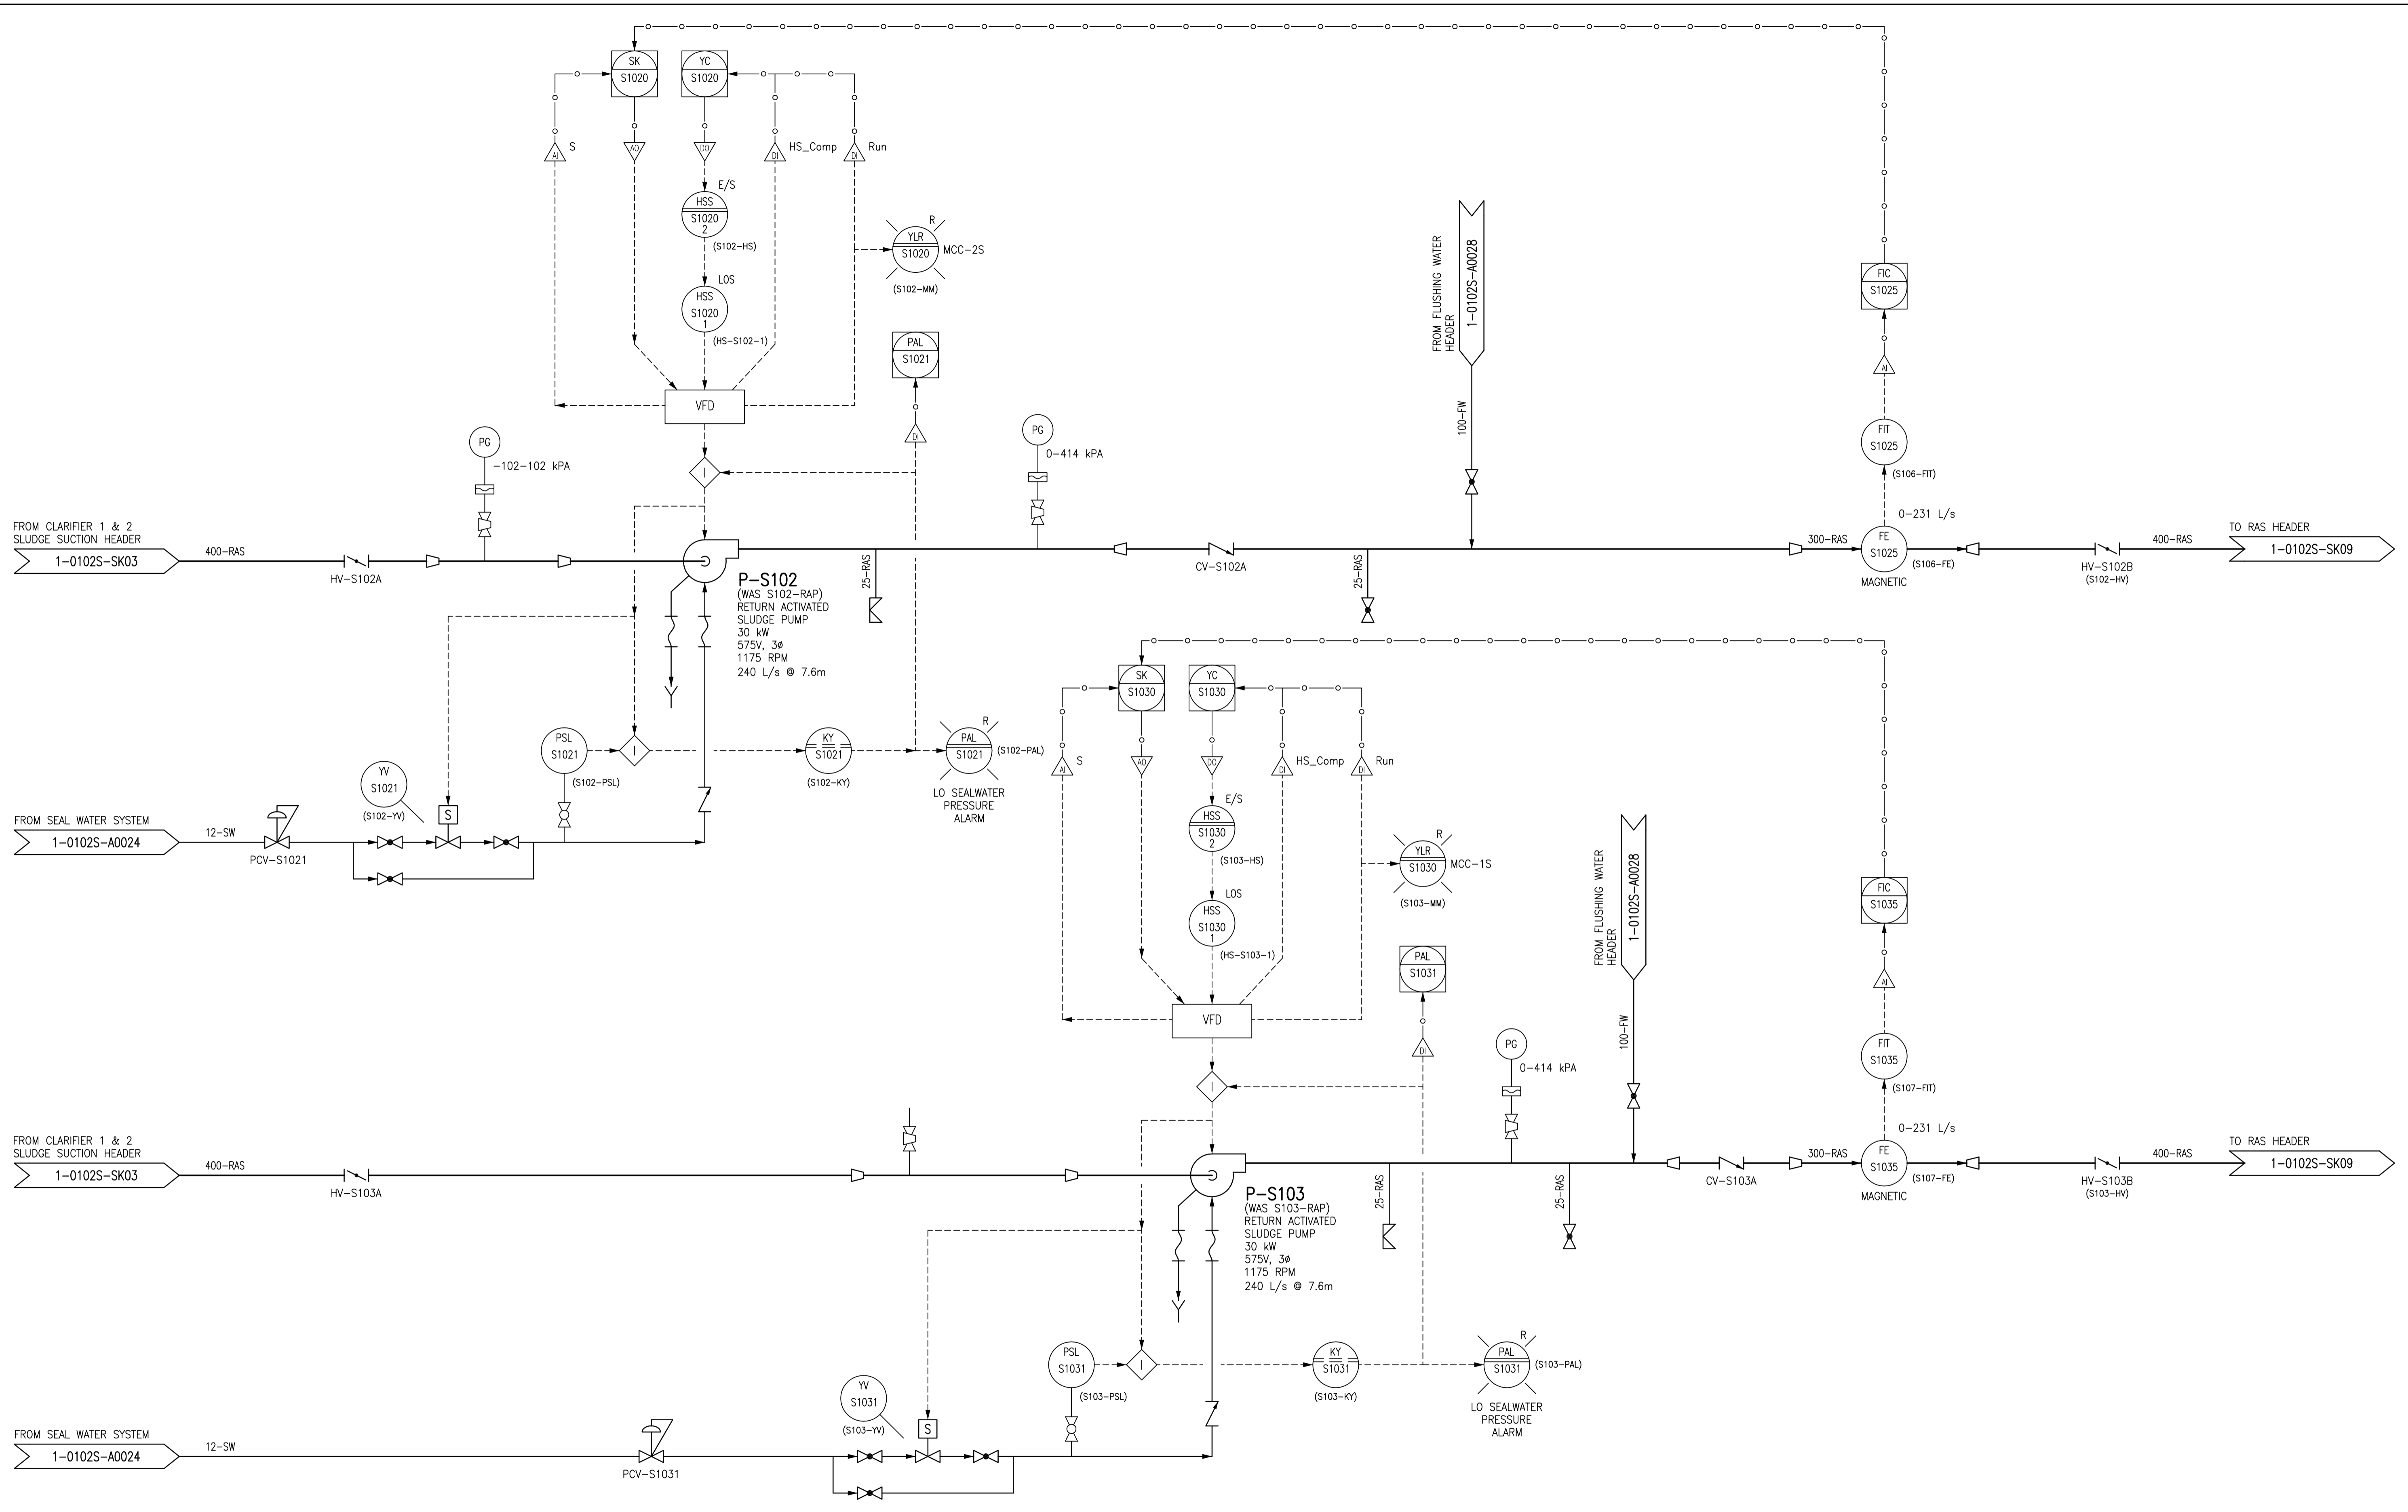 SK
S1020
YC
S1020
AI
S
AO
DO
DI
HS_Comp
DI
Run
E/S
HSS
S1020
2
(S102-HS)
R
YLR
S1020
MCC-2S
(S102-MM)
LOS
HSS
S1020
1
(HS-S102-1)
PAL
S1021
VFD
DI
FROM FLUSHING WATER
HEADER
1-0102S-A0028
100-FW
FIC
S1025
AI
FIT
S1025
(S106-FIT)
PG
-102-102 kPA
PG
0-414 kPA
I
0-231 L/s
FROM CLARIFIER 1 & 2
SLUDGE SUCTION HEADER
1-0102S-SK03
400-RAS
HV-S102A
25-RAS
CV-S102A
25-RAS
300-RAS
FE
S1025
(S106-FE)
MAGNETIC
HV-S102B
(S102-HV)
400-RAS
TO RAS HEADER
1-0102S-SK09
P-S102
(WAS S102-RAP)
RETURN ACTIVATED
SLUDGE PUMP
30 kW
575V, 3ø
1175 RPM
240 L/s @ 7.6m
PSL
S1021
(S102-PSL)
I
KY
S1021
(S102-KY)
R
PAL
S1021
(S102-PAL)
LO SEALWATER
PRESSURE
ALARM
YV
S1021
(S102-YV)
S
FROM SEAL WATER SYSTEM
1-0102S-A0024
12-SW
PCV-S1021
SK
S1030
YC
S1030
AI
S
AO
DO
DI
HS_Comp
DI
Run
E/S
HSS
S1030
2
(S103-HS)
R
YLR
S1030
MCC-1S
(S103-MM)
LOS
HSS
S1030
1
(HS-S103-1)
PAL
S1031
VFD
DI
FROM FLUSHING WATER
HEADER
1-0102S-A0028
100-FW
FIC
S1035
AI
FIT
S1035
(S107-FIT)
PG
0-414 kPA
I
0-231 L/s
FROM CLARIFIER 1 & 2
SLUDGE SUCTION HEADER
1-0102S-SK03
400-RAS
HV-S103A
25-RAS
25-RAS
CV-S103A
300-RAS
FE
S1035
(S107-FE)
MAGNETIC
HV-S103B
(S103-HV)
400-RAS
TO RAS HEADER
1-0102S-SK09
P-S103
(WAS S103-RAP)
RETURN ACTIVATED
SLUDGE PUMP
30 kW
575V, 3ø
1175 RPM
240 L/s @ 7.6m
PSL
S1031
(S103-PSL)
I
KY
S1031
(S103-KY)
R
PAL
S1031
(S103-PAL)
LO SEALWATER
PRESSURE
ALARM
YV
S1031
(S103-YV)
S
FROM SEAL WATER SYSTEM
1-0102S-A0024
12-SW
PCV-S1031